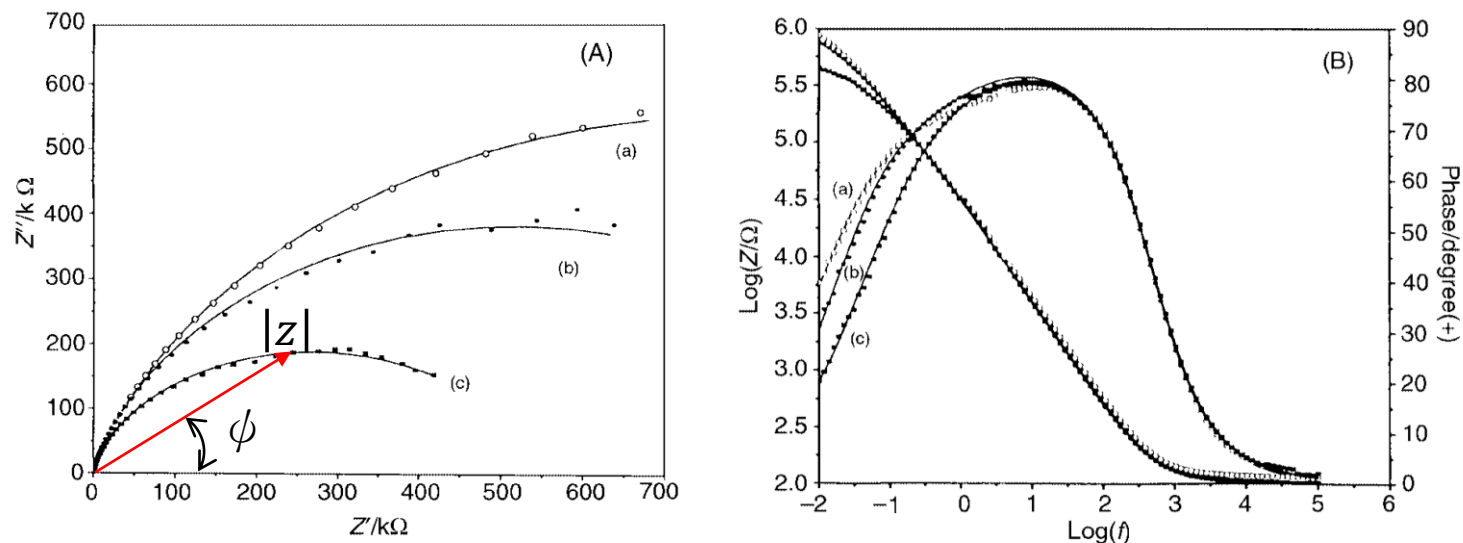 700
600
500
400
300
200
100
0
Z''/k Ω
(A)
(a)
(b)
(c)
|z|
ϕ
0 100 200 300 400 500 600 700
Z'/kΩ
6.0
5.5
5.0
4.5
4.0
3.5
3.0
2.5
2.0
Log(Z/Ω)
(B)
(a)
(b)
(c)
90
80
70
60
50
40
30
20
10
0
Phase/degree(+)
−2 −1 0 1 2 3 4 5 6
Log(f)